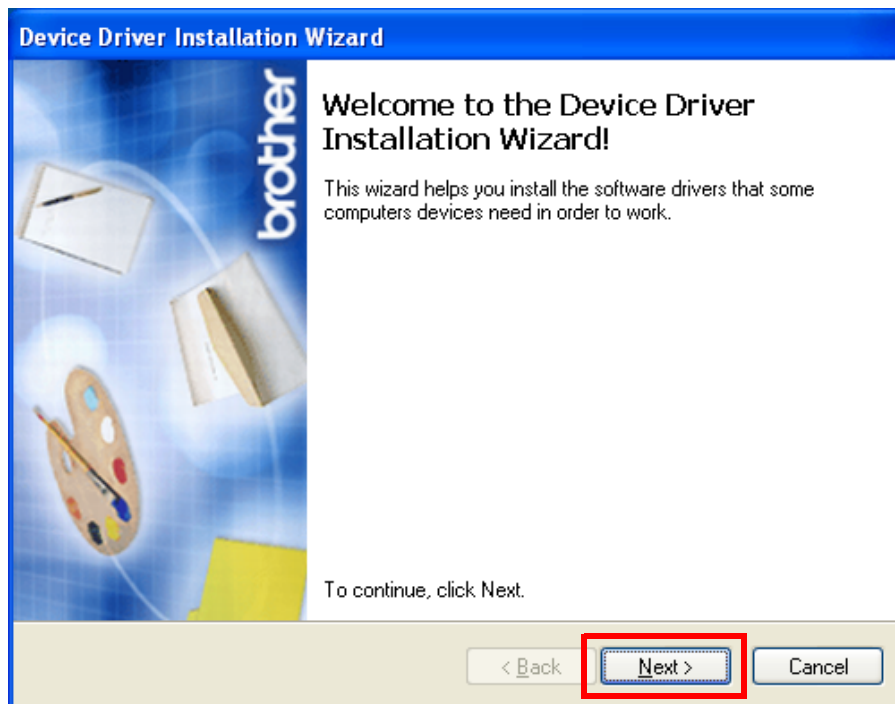 Device Driver Installation Wizard
brother
Welcome to the Device Driver
Installation Wizard!
This wizard helps you install the software drivers that some
computers devices need in order to work.
To continue, click Next.
< Back
Next >
Cancel